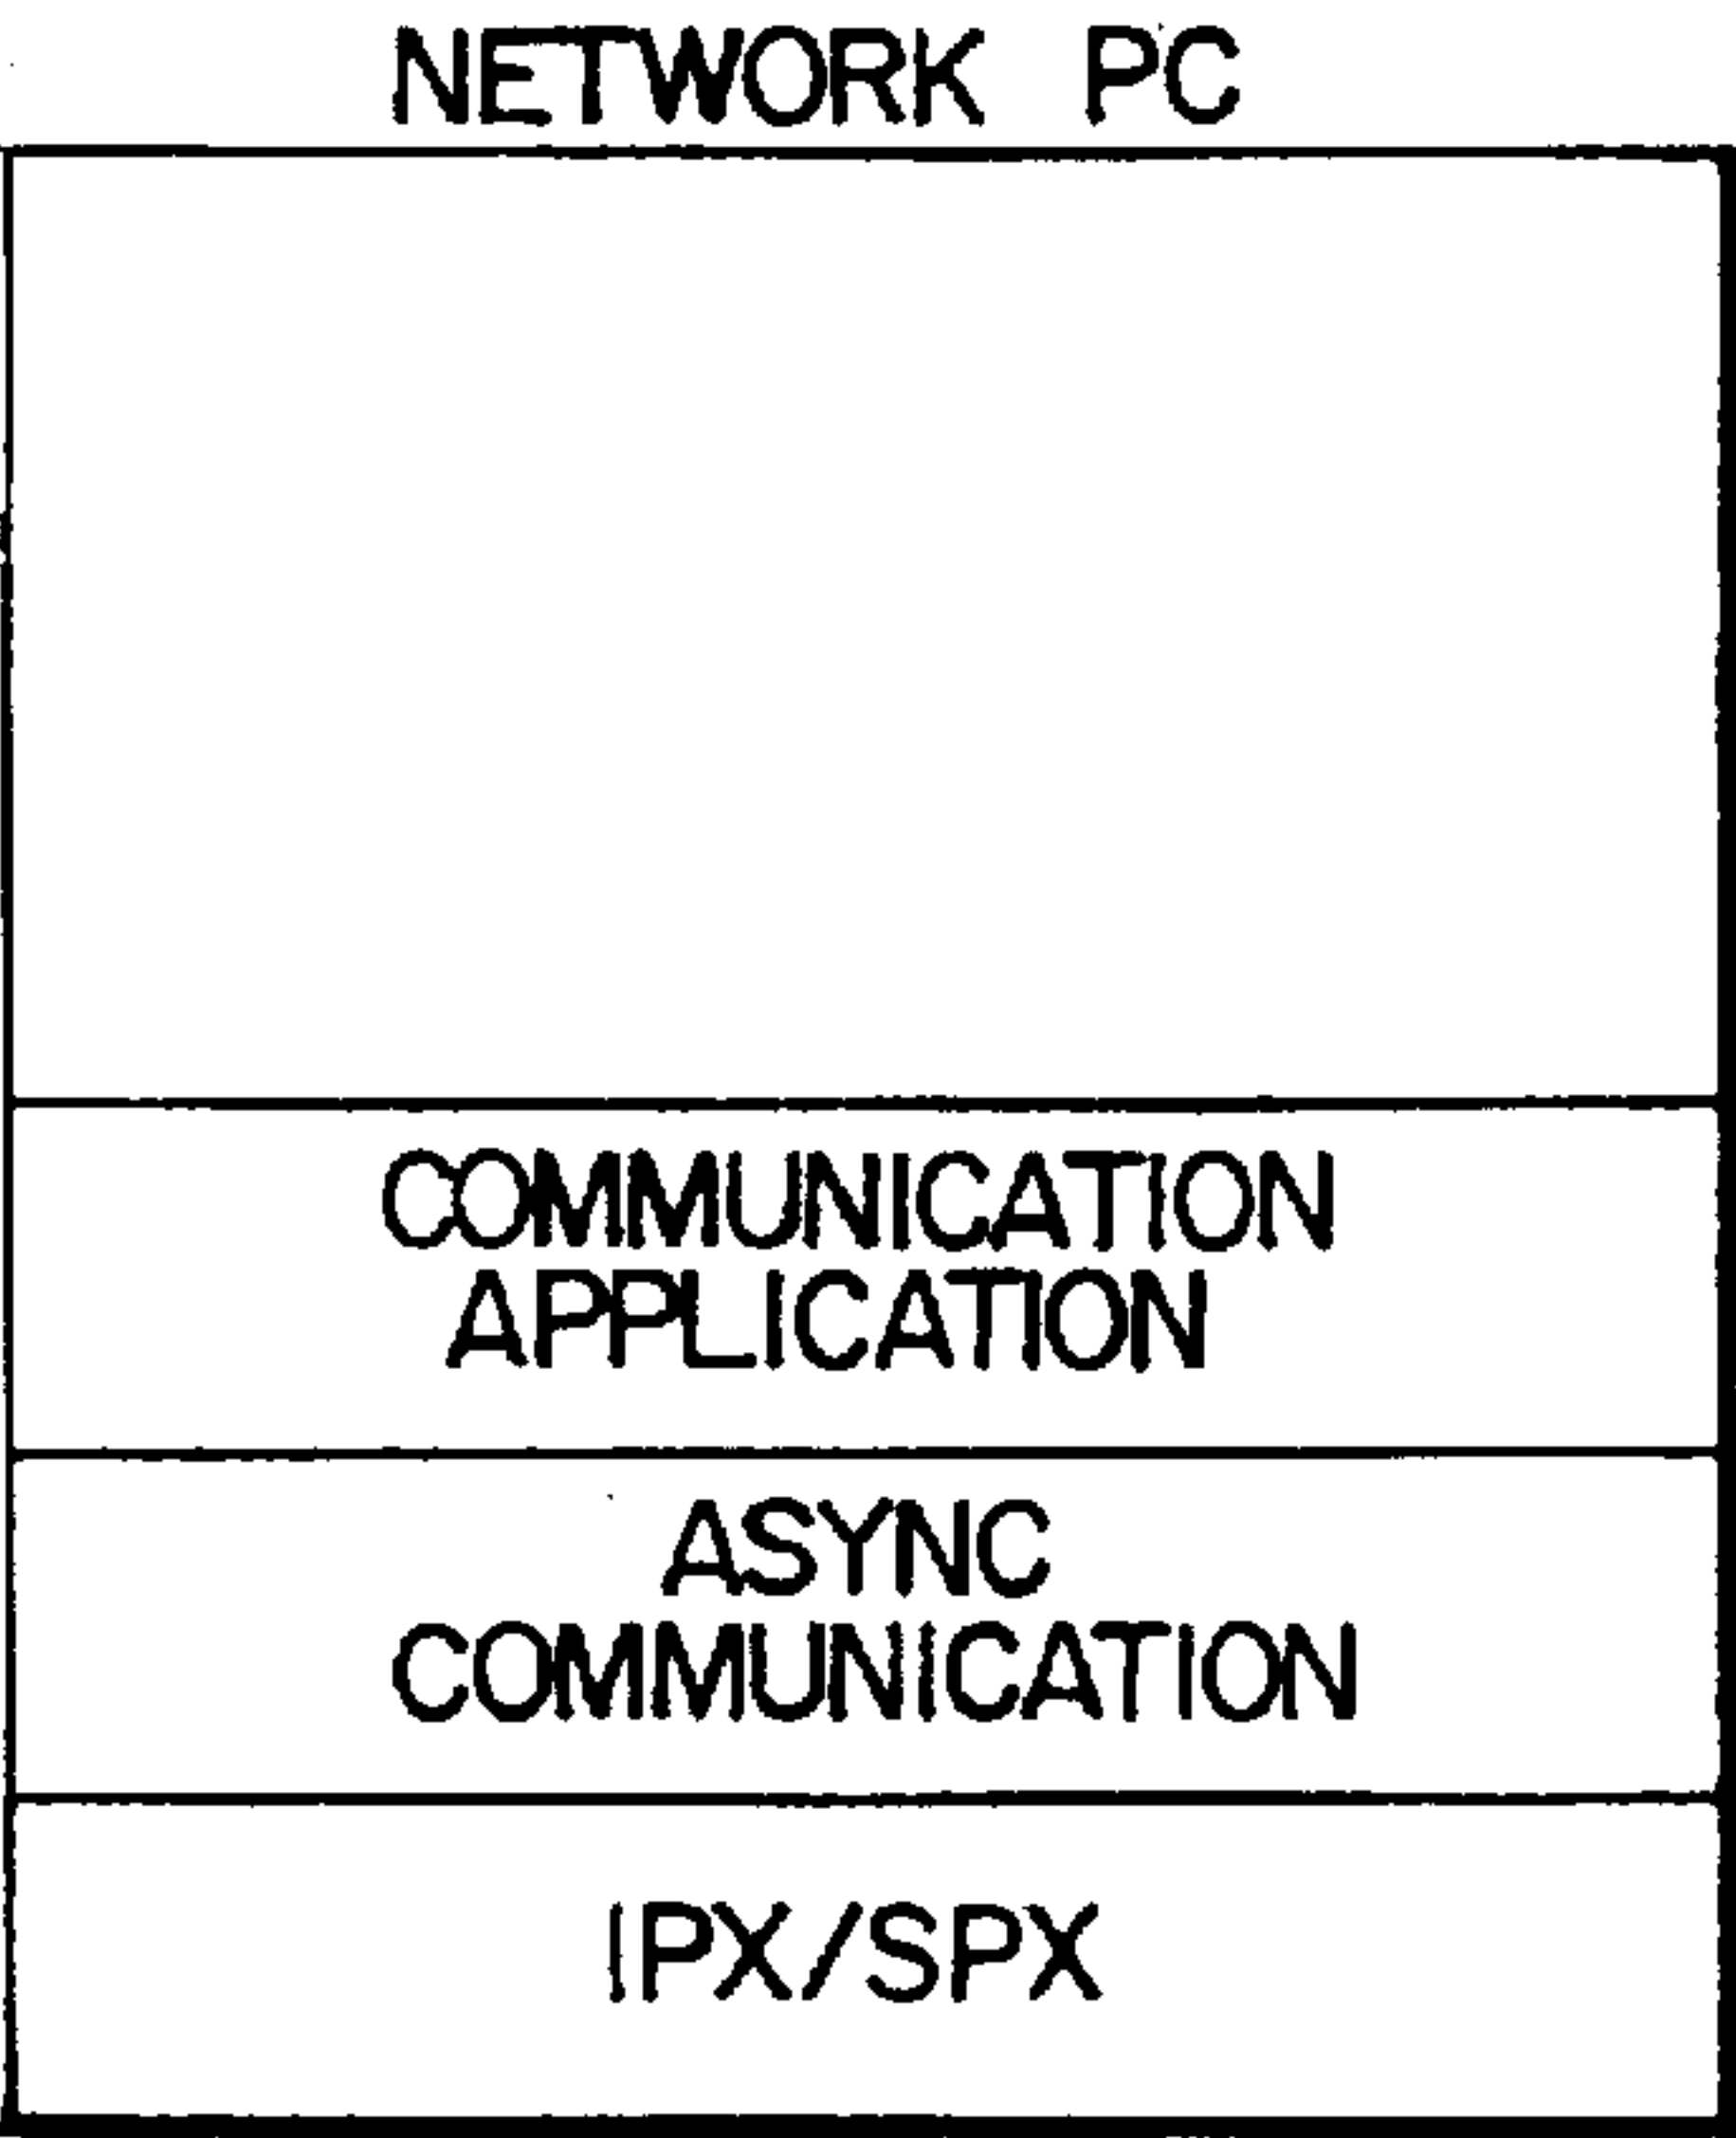 NETWORK PC
COMMUNICATION
APPLICATION
ASYNC
COMMUNICATION
IPX/SPX